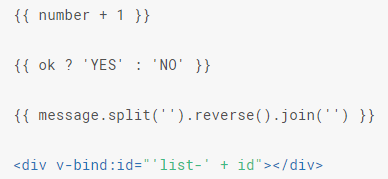 {{ number + 1 }}
{{ ok ? 'YES' : 'NO' }}
{{ message.split('').reverse().join('') }}
<div v-bind:id="'list-' + id"></div>